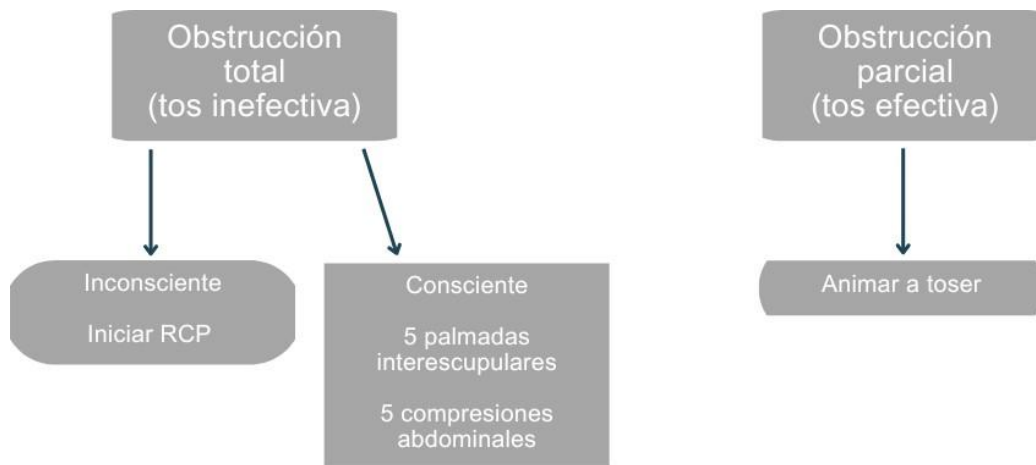 Obstrucción
total
(tos inefectiva)
Obstrucción
parcial
(tos efectiva)
Inconsciente
Iniciar RCP
Consciente
5 palmadas
interescupulares
5 compresiones
abdominales
Animar a toser